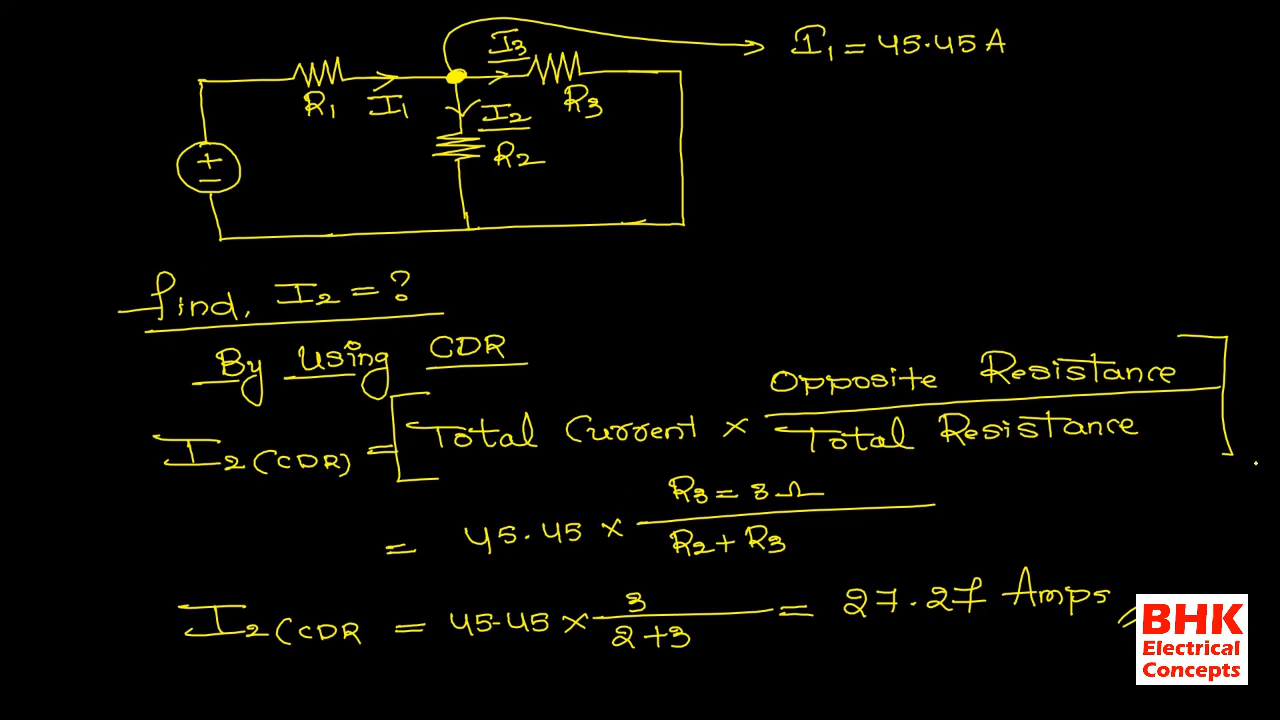 I₁ = 45.45 A
I₃
R₁ I₁ R₃
I₂
+
−
R₂
find, I₂ = ?
By Using CDR
I₂(CDR) = [Total Current × Opposite Resistance / Total Resistance]
= 45.45 × R₃ = 3Ω / R₂ + R₃
I₂(CDR = 45.45 × 3 / 2+3 = 27.27 Amps
BHK
Electrical
Concepts